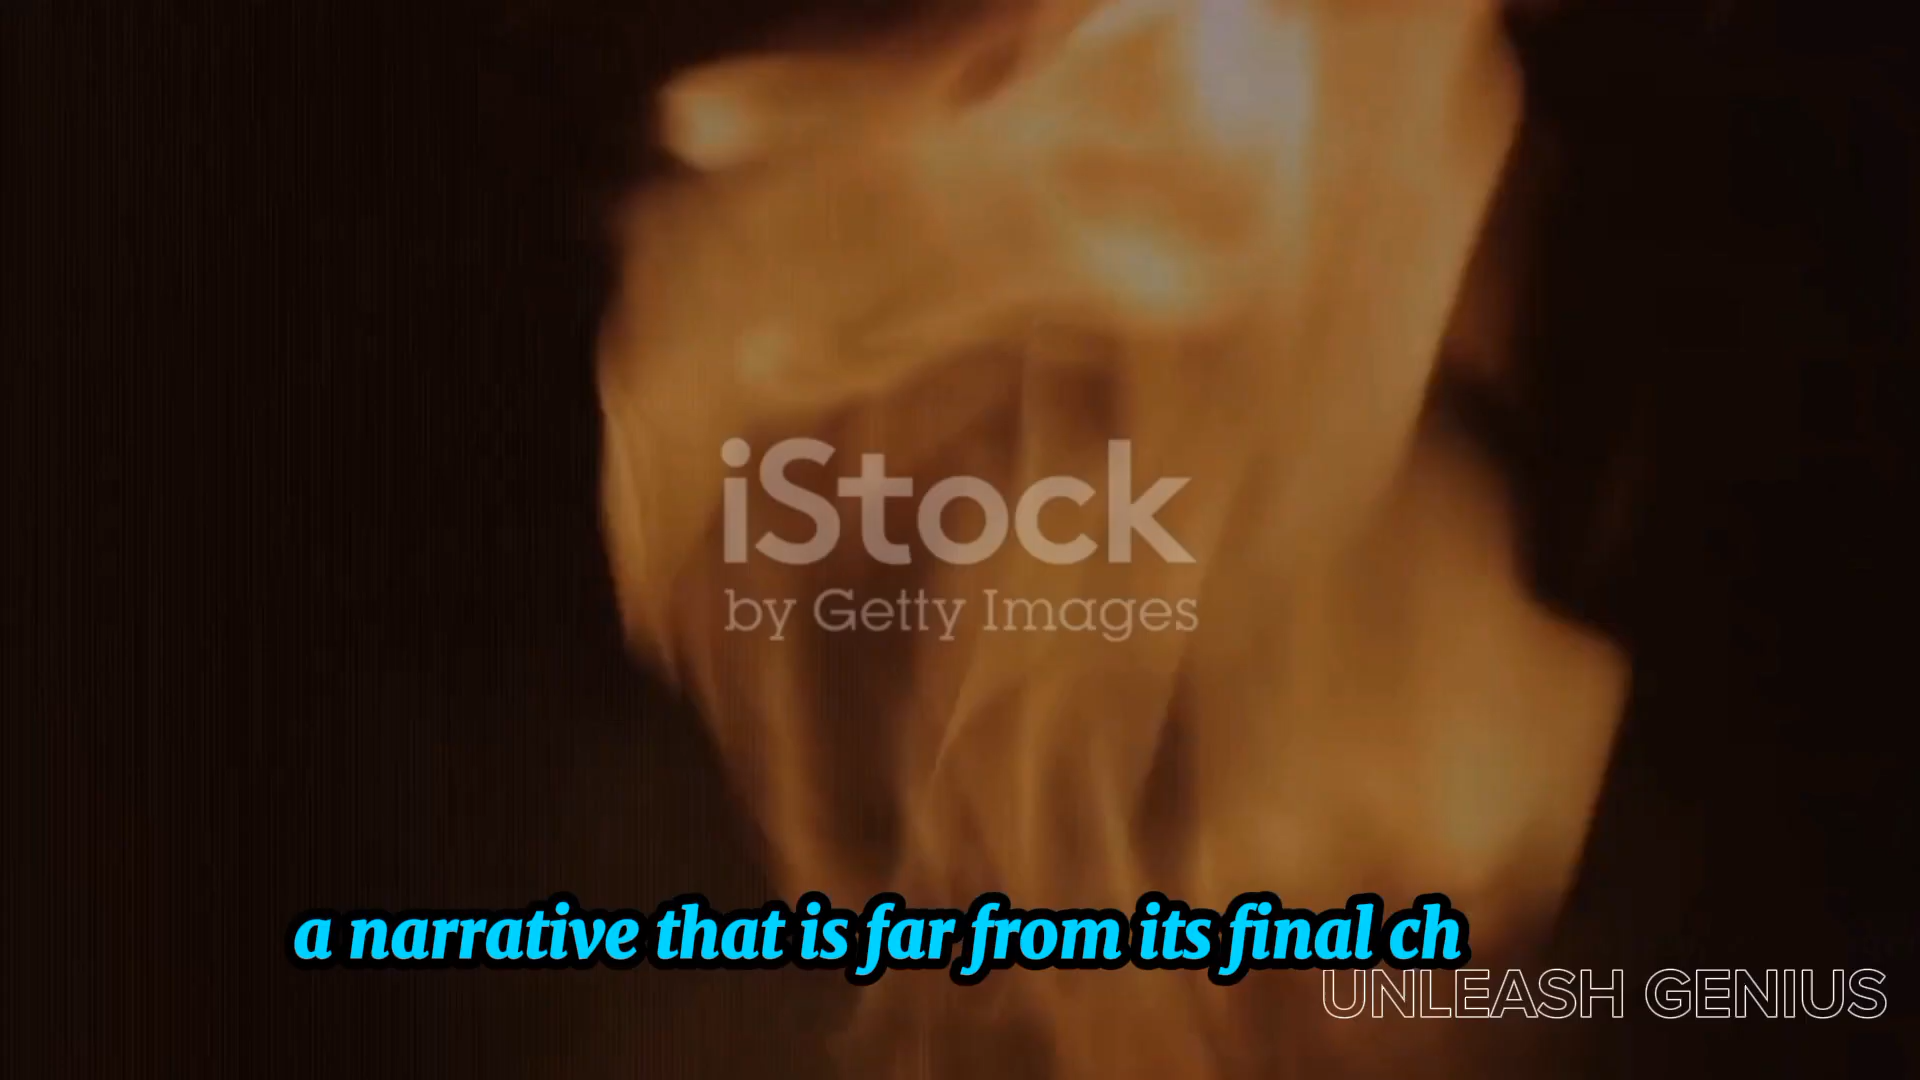 iStock
by Getty Images
a narrative that is far from its final ch
UNLEASH GENIUS